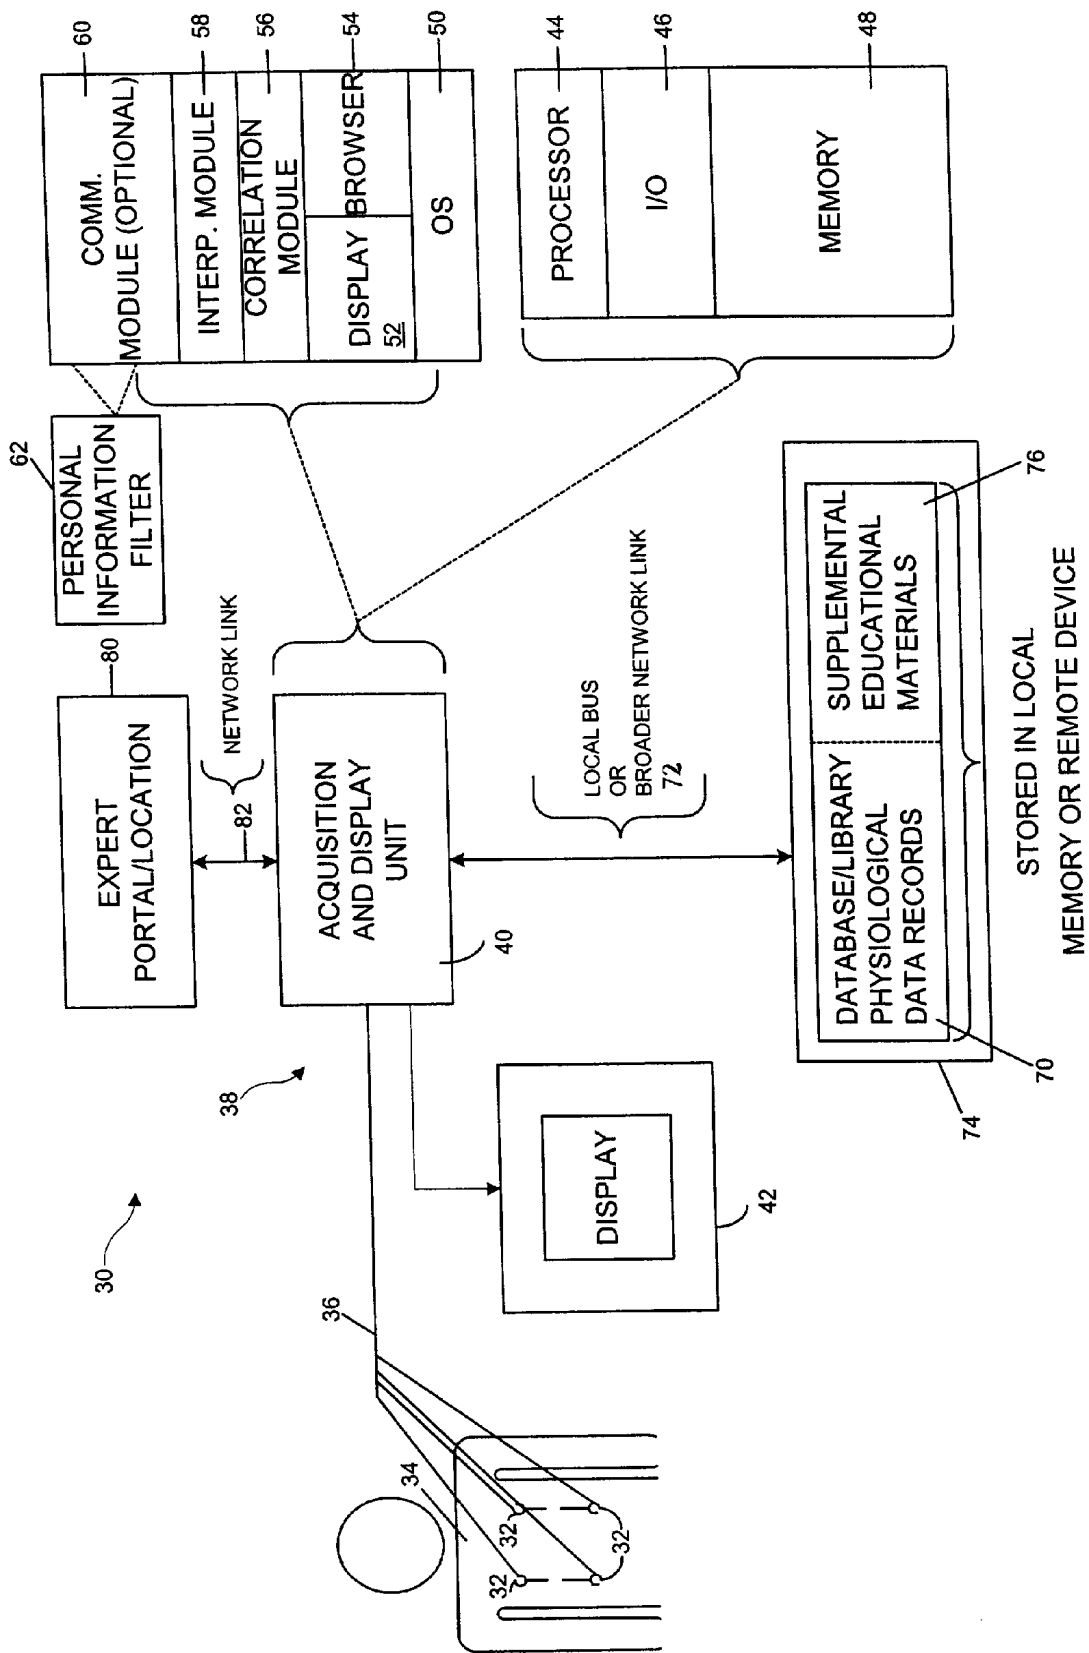 30
38
EXPERT
PORTAL/LOCATION
80
NETWORK LINK
82
ACQUISITION
AND DISPLAY
UNIT
40
PERSONAL
INFORMATION
FILTER
62
COMM.
MODULE (OPTIONAL)
60
INTERP. MODULE
58
CORRELATION
MODULE
56
DISPLAY
52
BROWSER
54
OS
50
PROCESSOR
44
I/O
46
MEMORY
48
LOCAL BUS
OR
BROADER NETWORK LINK
72
DATABASE/LIBRARY
PHYSIOLOGICAL
DATA RECORDS
70
SUPPLEMENTAL
EDUCATIONAL
MATERIALS
76
74
STORED IN LOCAL
MEMORY OR REMOTE DEVICE
DISPLAY
42
36
34
32
32
32